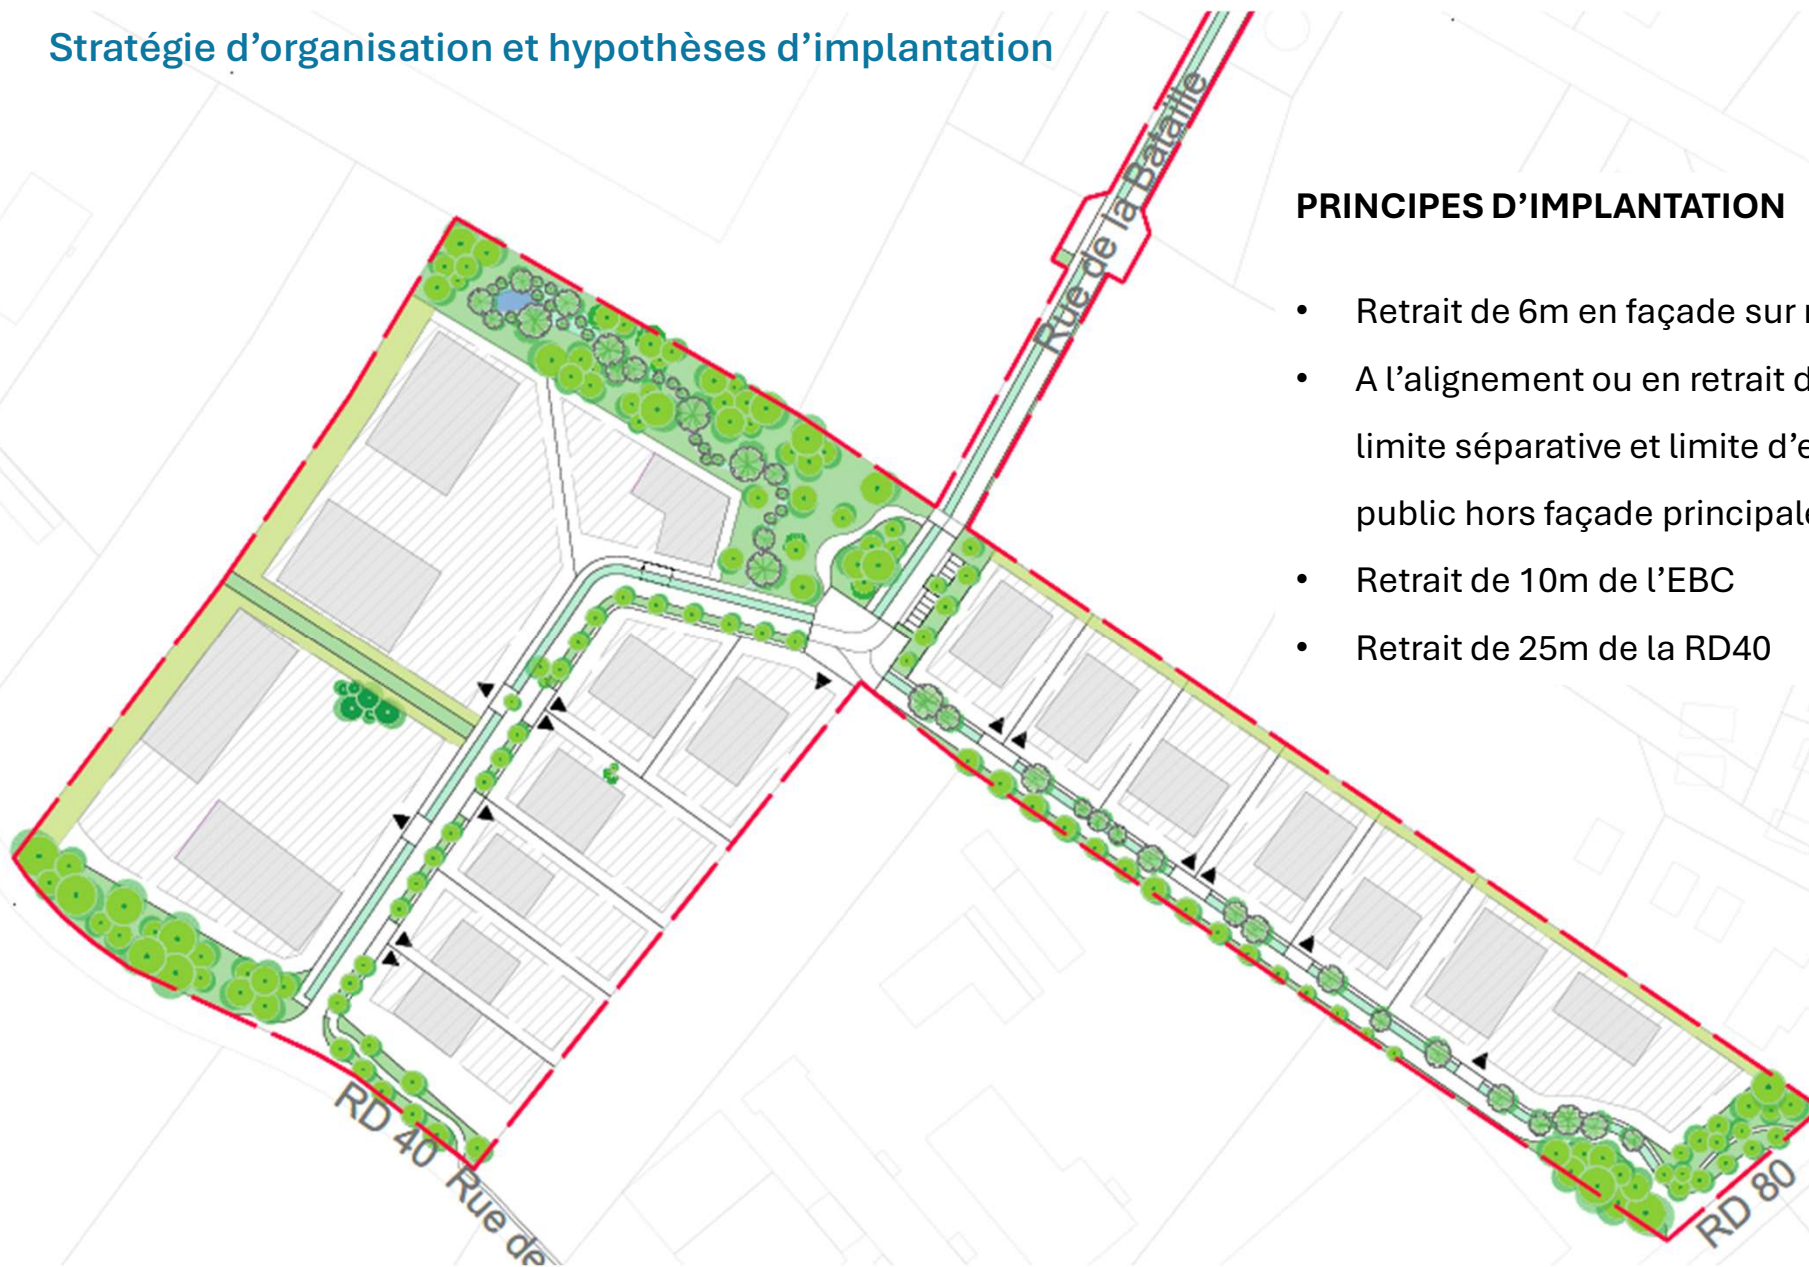 Stratégie d'organisation et hypothèses d'implantation
Rue de la Bataille
PRINCIPES D'IMPLANTATION
• Retrait de 6m en façade sur
• A l'alignement ou en retrait
limite séparative et limite
public hors façade principale
• Retrait de 10m de l'EBC
• Retrait de 25m de la RD40
RD 40
Rue de
RD 80